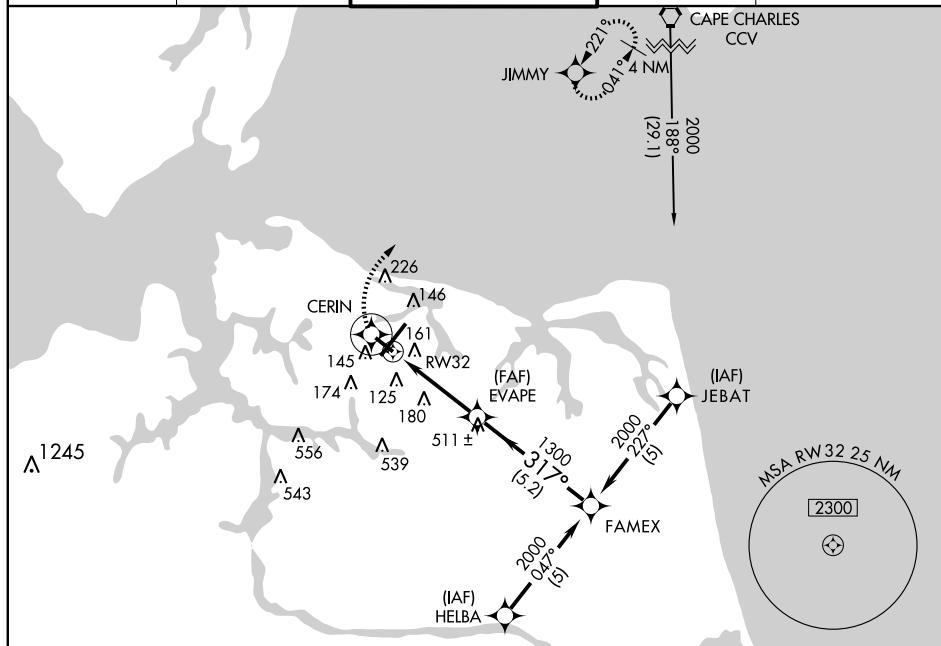 CAPE CHARLES
CCV
221°
041°
4 NM
JIMMY
2000
188°
(29.1)
226
CERIN
146
161
145
RW32
174
125
180
(FAF)
EVAPE
(IAF)
JEBAT
511 ±
556
539
543
1245
1300
317°
(5.2)
2000
227°
(5)
MSA RW32 25 NM
2300
FAMEX
2000
047°
(5)
(IAF)
HELBA